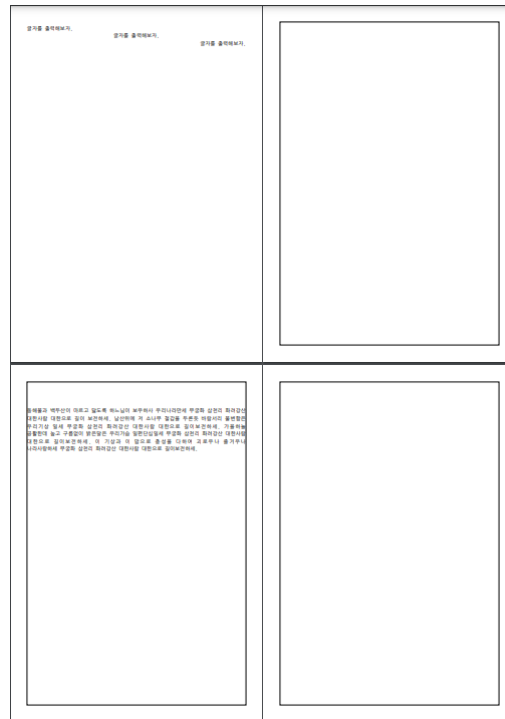 글자를 출력해보자.
글자를 출력해보자.
글자를 출력해보자.
동해물과 백두산이 마르고 닳도록 하느님이 보우하사 우리나라만세 무궁화 삼천리 화려강산
대한사람 대한으로 길이 보전하세. 남산위에 저 소나무 철갑을 두른듯 바람서리 불변함은
우리기상 일세 무궁화 삼천리 화려강산 대한사람 대한으로 길이보전하세. 가을하늘
공활한데 높고 구름없이 밝은달은 우리가슴 일편단심일세 무궁화 삼천리 화려강산 대한사람
대한으로 길이보전하세. 이 기상과 이 맘으로 충성을 다하여 괴로우나 즐거우나
나라사랑하세 무궁화 삼천리 화려강산 대한사람 대한으로 길이보전하세.